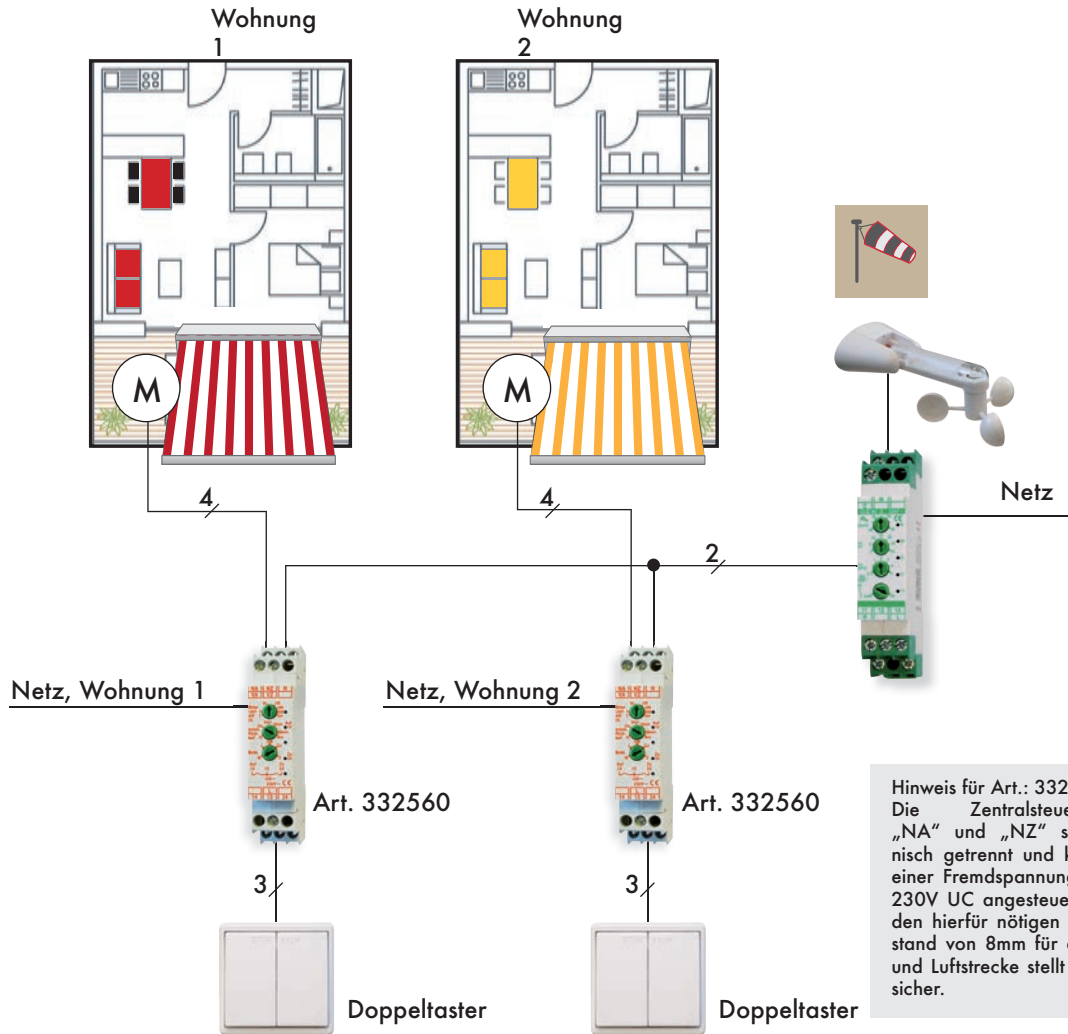 Wohnung
1
Wohnung
2
M
M
4
4
2
Netz
Netz, Wohnung 1
Netz, Wohnung 2
Art. 332560
Art. 332560
3
3
Doppeltaster
Doppeltaster
Hinweis für Art.: 332
Die Zentralsteue
„NA“ und „NZ“ s
nisch getrennt und k
einer Fremdspannung
230V UC angesteue
den hierfür nötigen
stand von 8mm für
und Luftstrecke stellt
sicher.